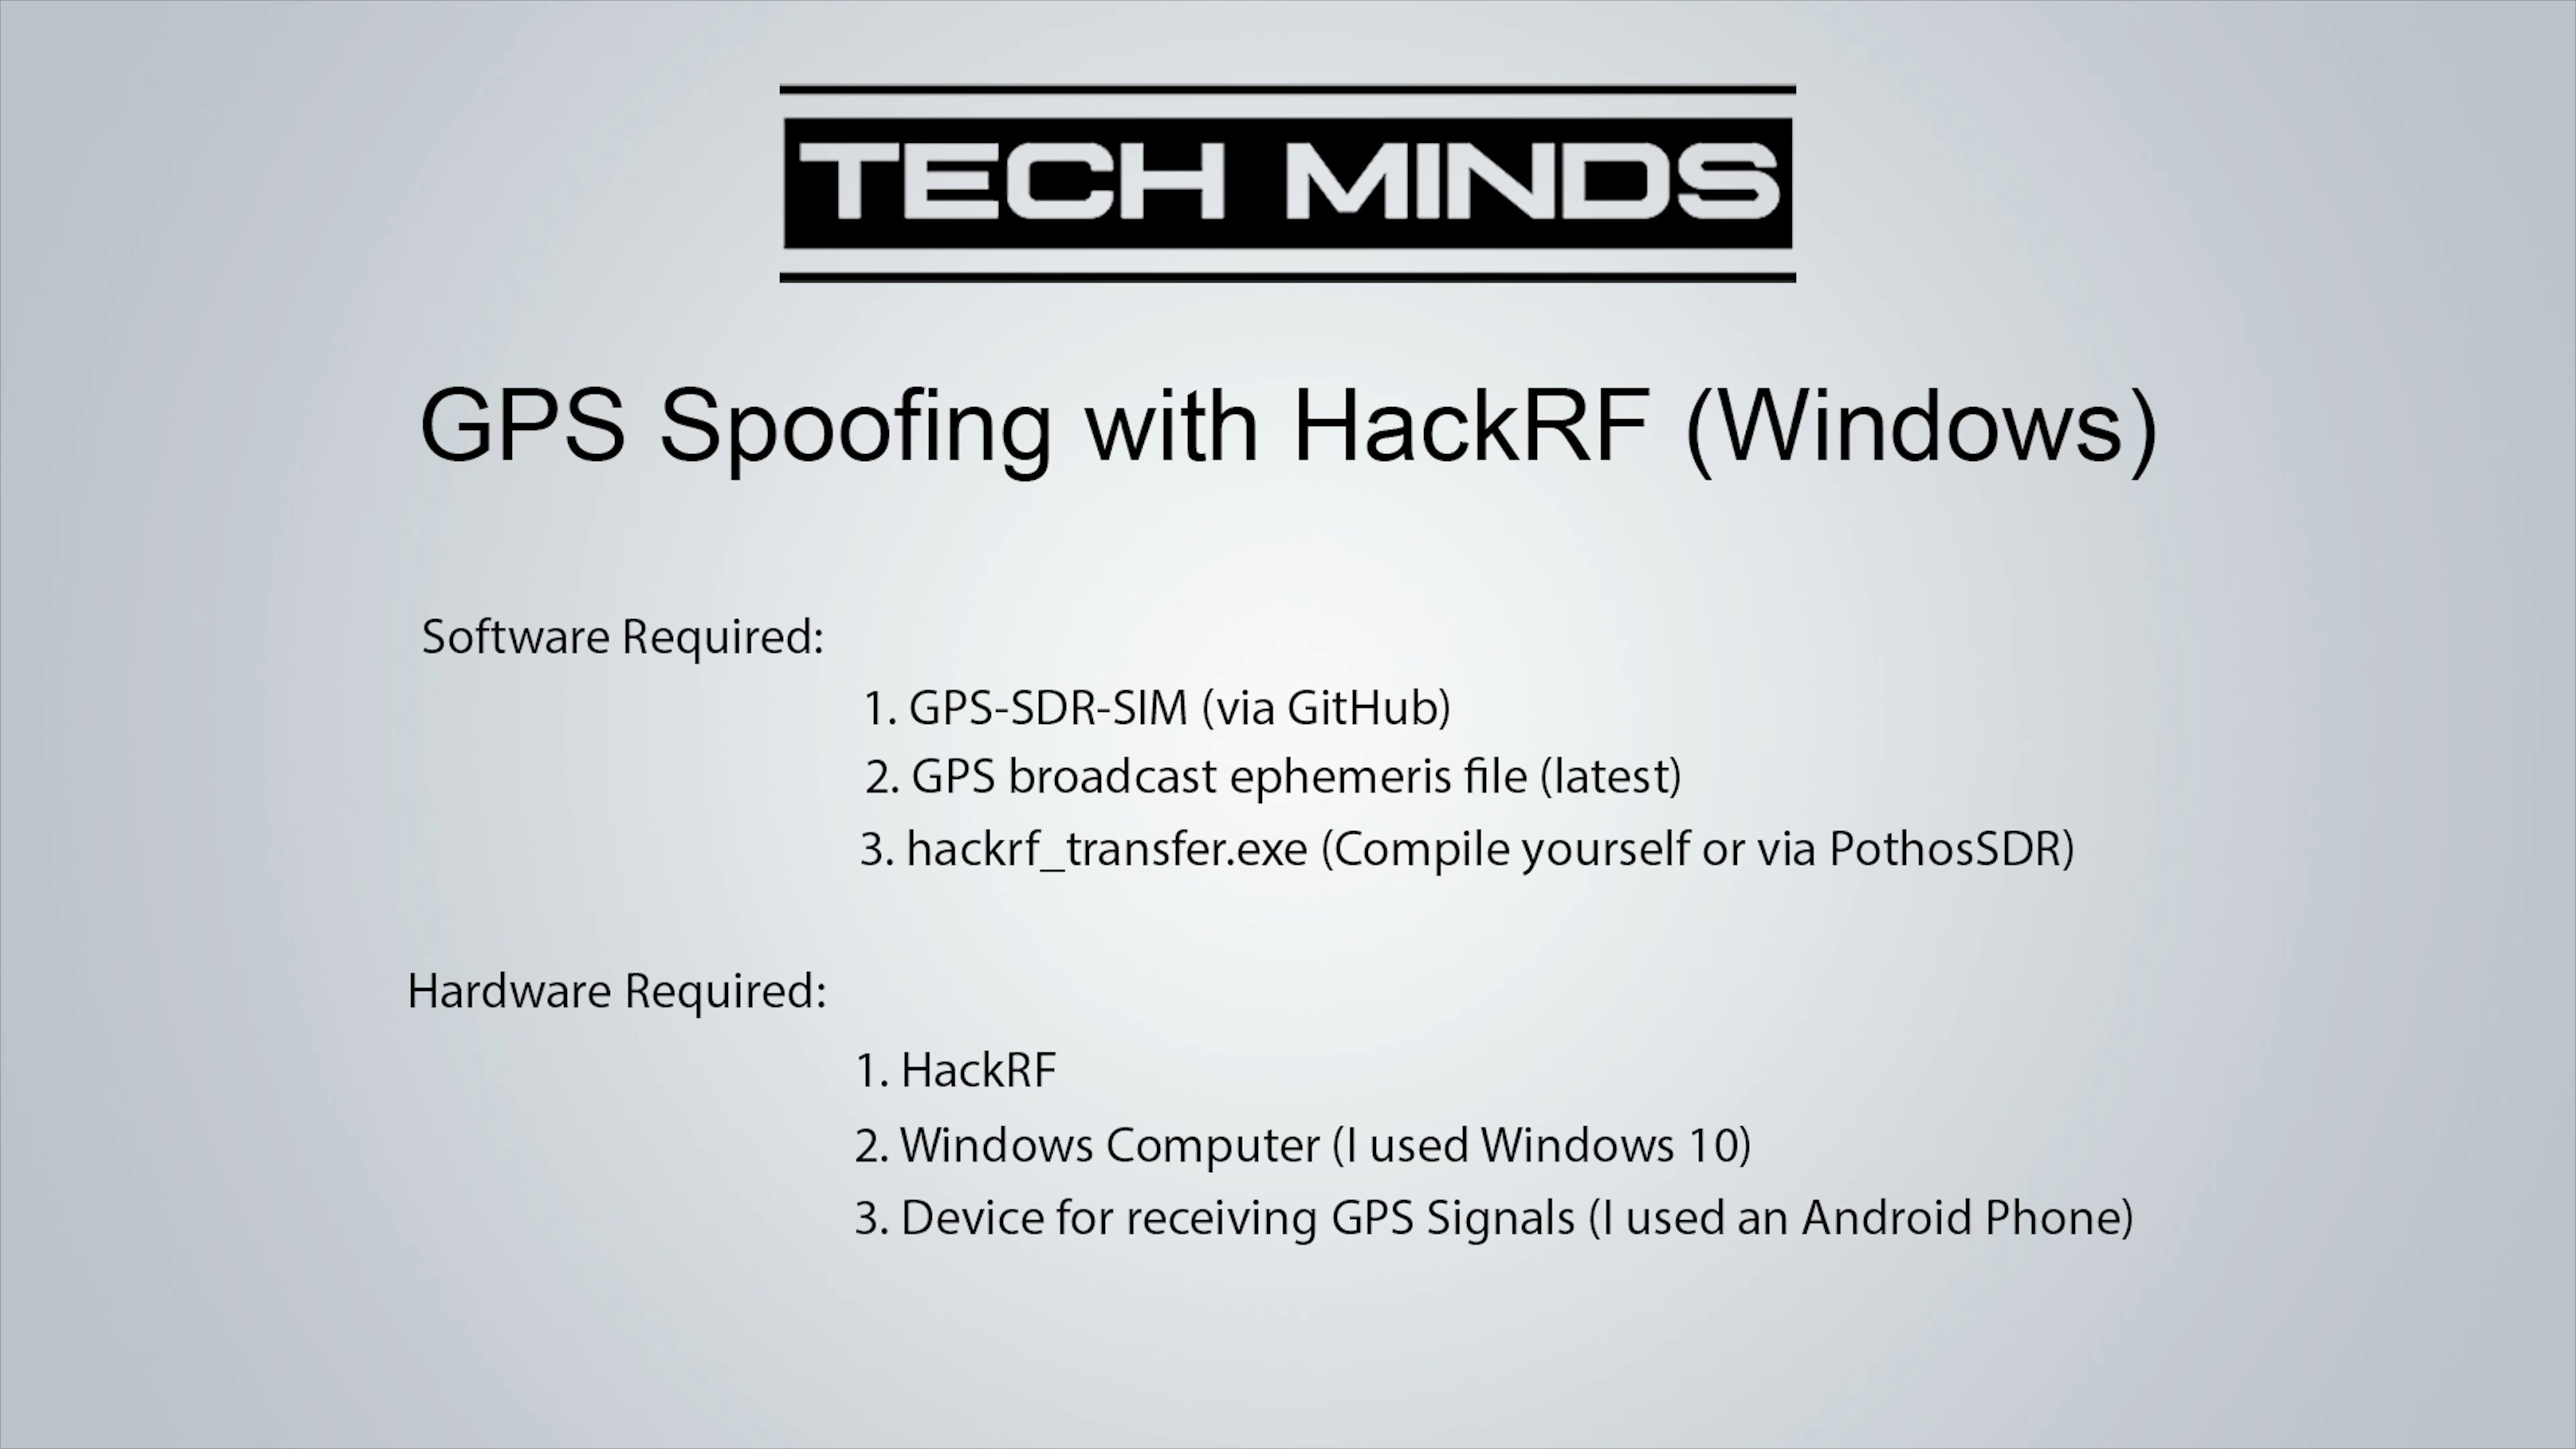 TECH MINDS
GPS Spoofing with HackRF (Windows)
Software Required:
1. GPS-SDR-SIM (via GitHub)
2. GPS broadcast ephemeris file (latest)
3. hackrf_transfer.exe (Compile yourself or via PothosSDR)
Hardware Required:
1. HackRF
2. Windows Computer (I used Windows 10)
3. Device for receiving GPS Signals (I used an Android Phone)